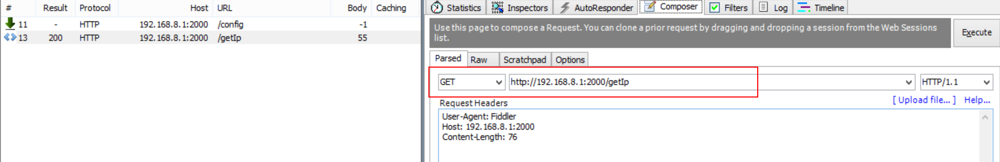 # Result Protocol Host URL Body Caching
11 - HTTP 192.168.8.1:2000 /config -1
13 200 HTTP 192.168.8.1:2000 /getIp 55
Statistics Inspectors AutoResponder Composer Filters Log Timeline
Use this page to compose a Request. You can clone a prior request by dragging and dropping a session from the Web Sessions
list.
Execute
Parsed Raw Scratchpad Options
GET http://192.168.8.1:2000/getIp HTTP/1.1
Request Headers [ Upload file... ] Help...
User-Agent: Fiddler
Host: 192.168.8.1:2000
Content-Length: 76